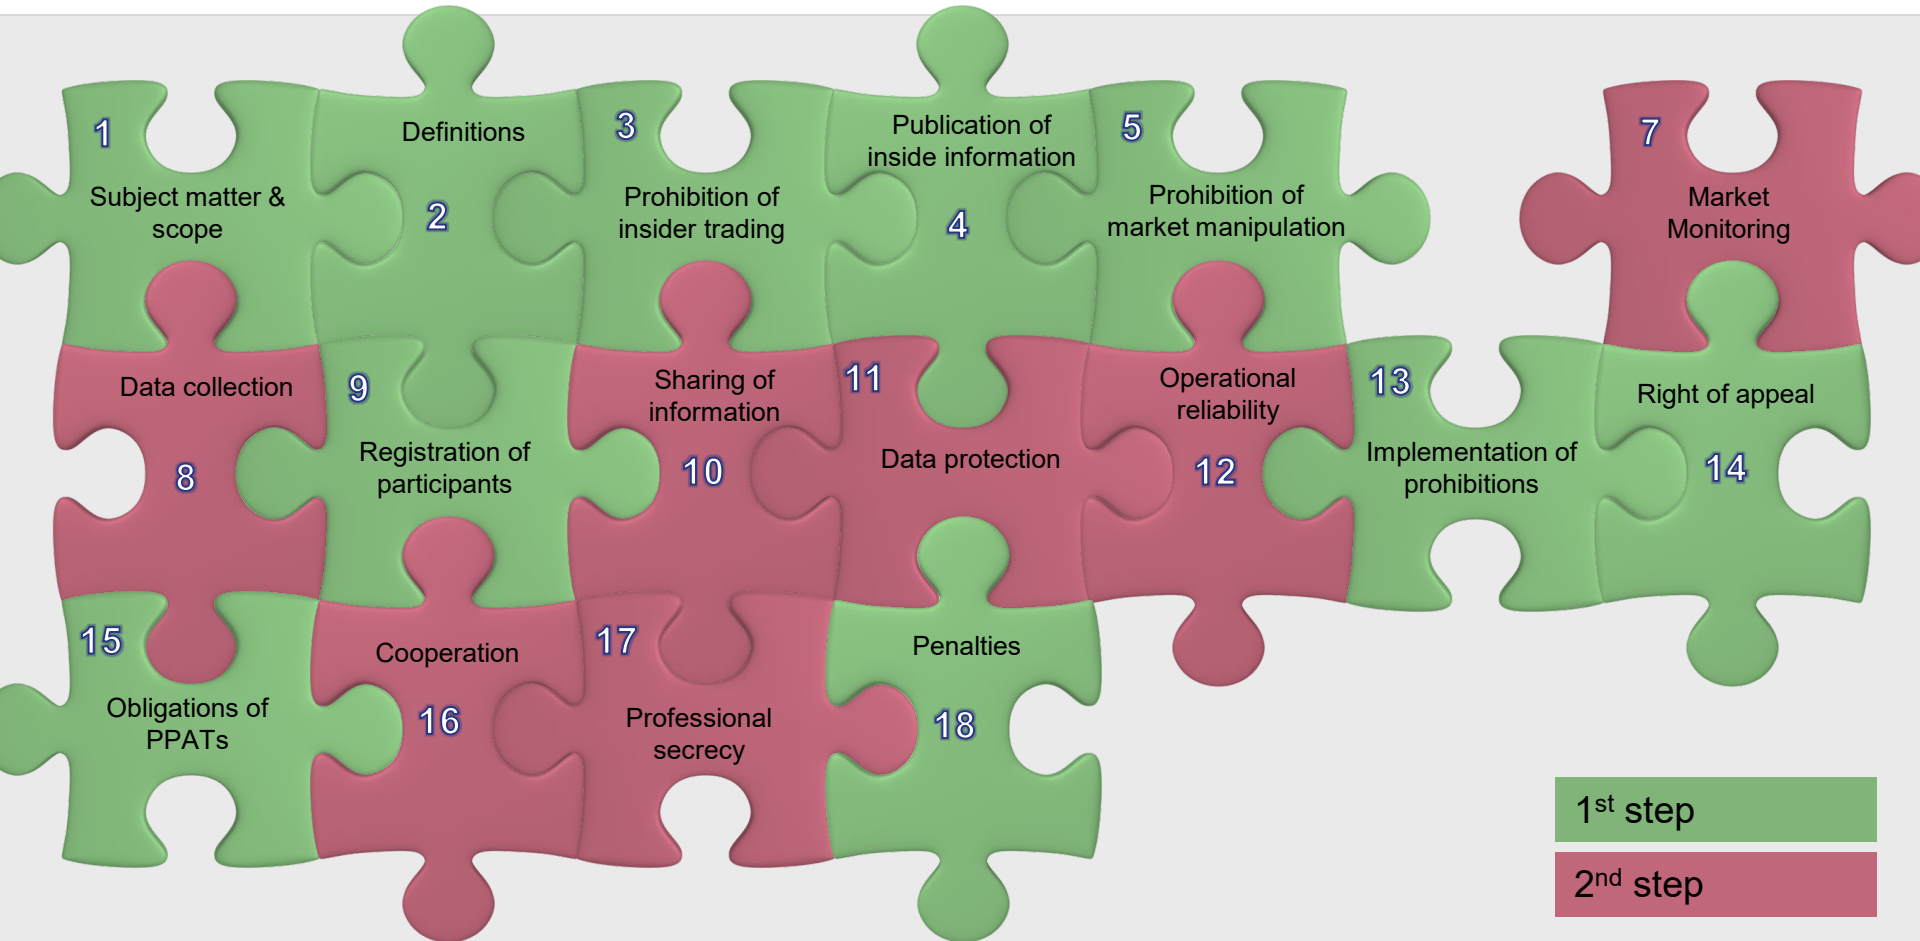 1
Subject matter &
scope
Definitions
2
3
Prohibition of
insider trading
Publication of
inside information
4
5
Prohibition of
market manipulation
7
Market
Monitoring
Data collection
8
9
Registration of
participants
Sharing of
information
10
11
Data protection
Operational
reliability
12
13
Implementation of
prohibitions
Right of appeal
14
15
Obligations of
PPATs
Cooperation
16
17
Professional
secrecy
Penalties
18
1st step
2nd step